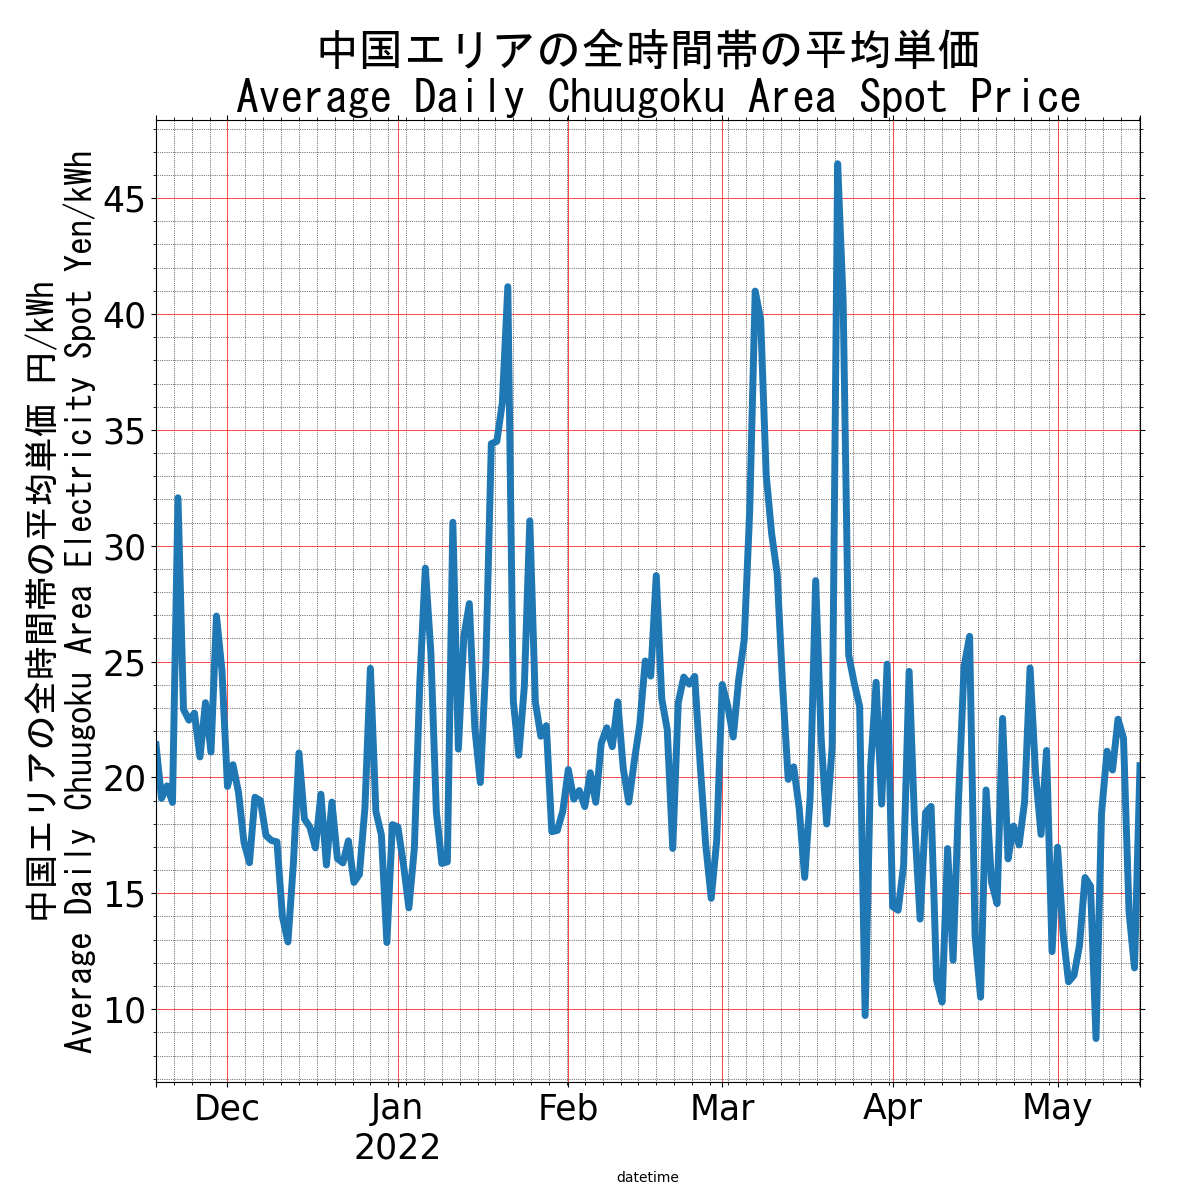 中国エリアの全時間帯の平均単価
Average Daily Chuugoku Area Spot Price
中国エリアの全時間帯の平均単価 円/kWh
Average Daily Chuugoku Area Electricity Spot Yen/kWh
45
40
35
30
25
20
15
10
Dec
Jan
2022
Feb
Mar
Apr
May
datetime